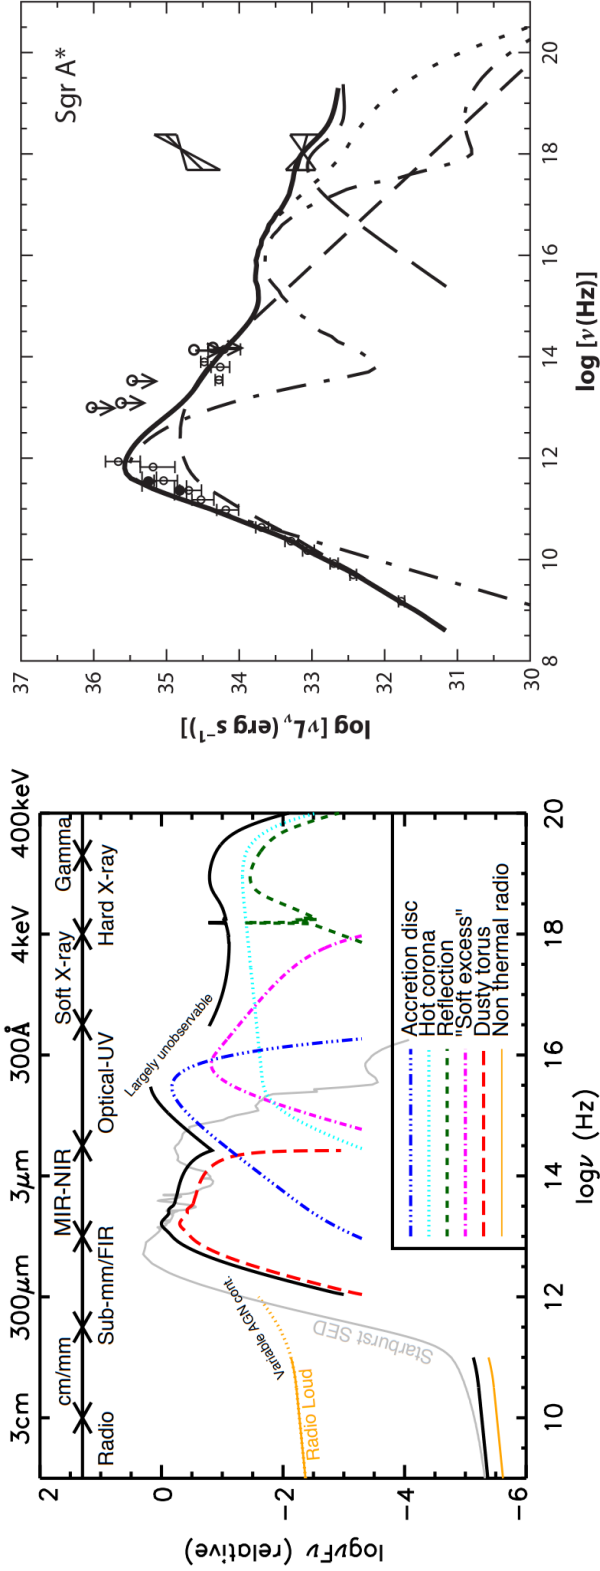 3cm 300μm 3μm 300Å 4keV 400keV
Radio cm/mm Sub-mm/FIR MIR-NIR Optical-UV Soft X-ray Hard X-ray Gamma
2
0
-2
-4
-6
logνFν (relative)
Largely unobservable
Variable AGN cont.
Radio Loud
Starburst SED
Accretion disc
Hot corona
Reflection
"Soft excess"
Dusty torus
Non thermal radio
10 12 14 16 18 20
logν (Hz)
Sgr A*
37
36
35
34
33
32
31
30
log [νLν (erg s⁻¹)]
8 10 12 14 16 18 20
log [ν(Hz)]